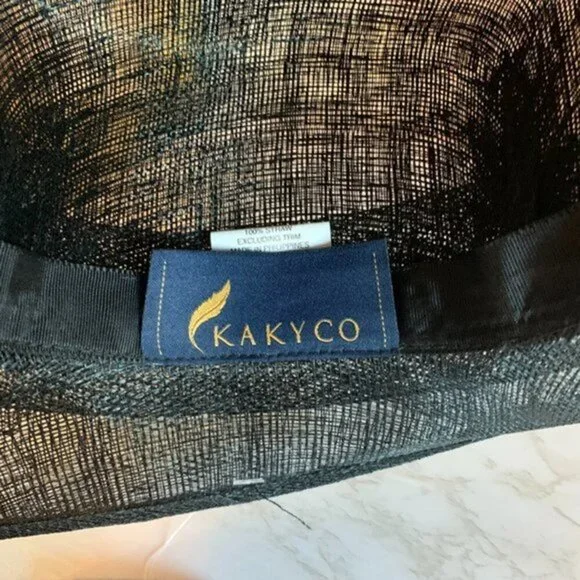 100% STRAW
EXCLUDING TRIM
MADE IN PHILIPPINES
KAKYCO